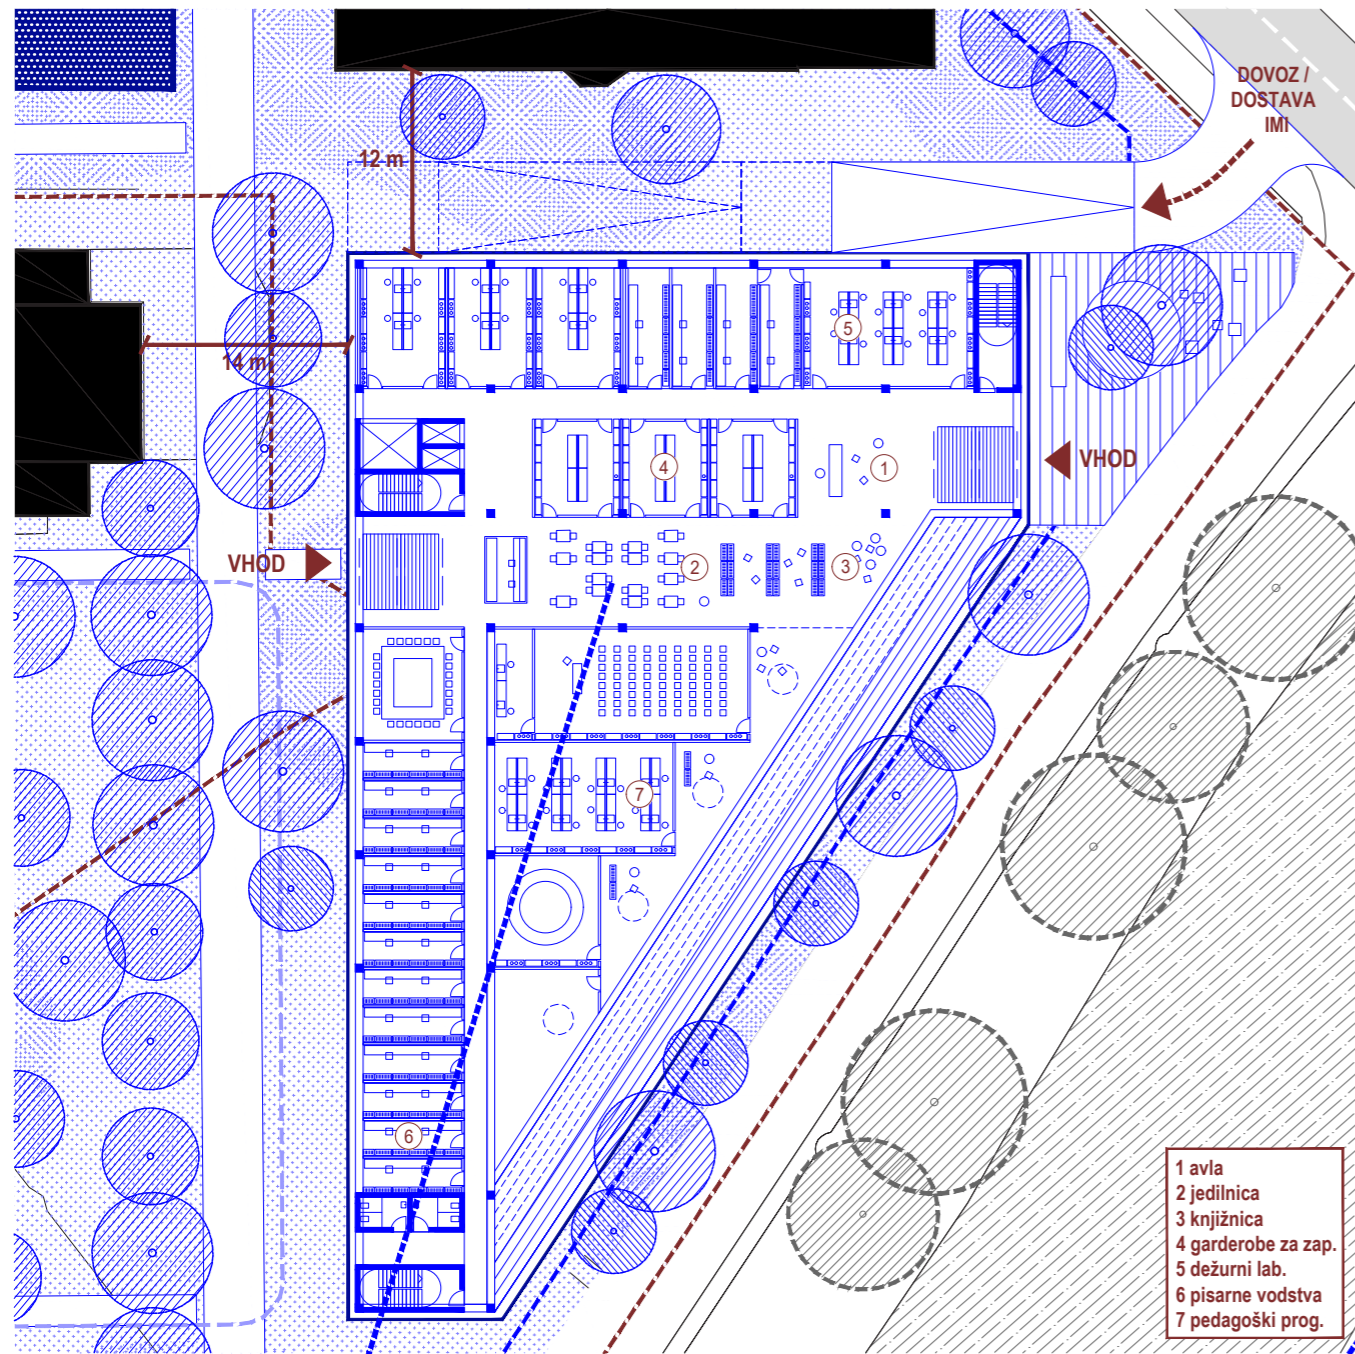 DOVOZ /
DOSTAVA
IMI
12 m
14 m
5
4
1
VHOD
VHOD
2
3
7
6
1 avla
2 jedilnica
3 knjižnica
4 garderobe za zap.
5 dežurni lab.
6 pisarne vodstva
7 pedagoški prog.